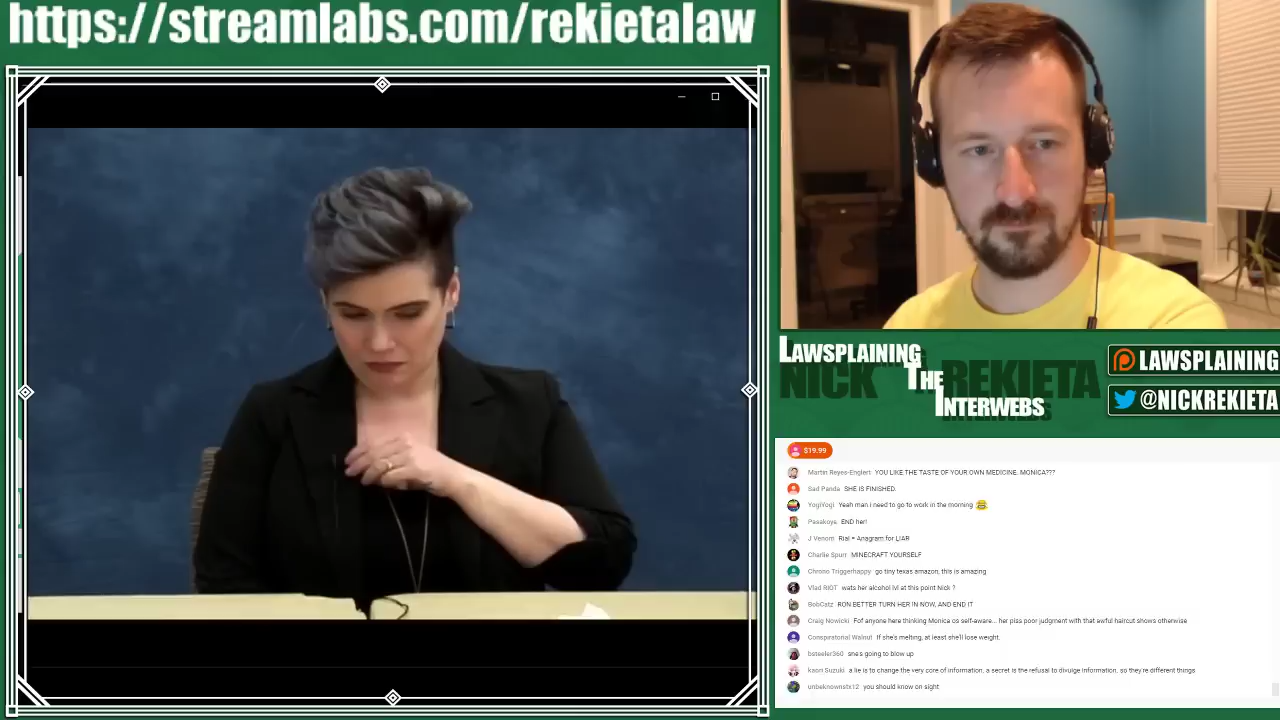 https://streamlabs.com/rekietalaw
LAWSPLAINING
THE
INTERWEBS
NICK REKIETA
LAWSPLAINING
@NICKREKIETA
$19.99
Martin Reyes-Englert YOU LIKE THE TASTE OF YOUR OWN MEDICINE. MONICA???
Sad Panda SHE IS FINISHED.
YogiYogi Yeah man i need to go to work in the morning
Pasakoye END her!
J Venom Rial = Anagram for LIAR
Charlie Spurr MINECRAFT YOURSELF
Chrono Triggerhappy go tiny texas amazon, this is amazing
Vlad RIOT wats her alcohol lvl at this point Nick ?
BobCatz RON BETTER TURN HER IN NOW, AND END IT
Craig Nowicki Fof anyone here thinking Monica os self-aware... her piss poor judgment with that awful haircut shows otherwise
Conspiratorial Walnut If she's melting, at least she'll lose weight.
bsteeler360 she's going to blow up
kaori Suzuki a lie is to change the very core of information, a secret is the refusal to divulge information, so they're different things
unbeknownstx12 you should know on sight